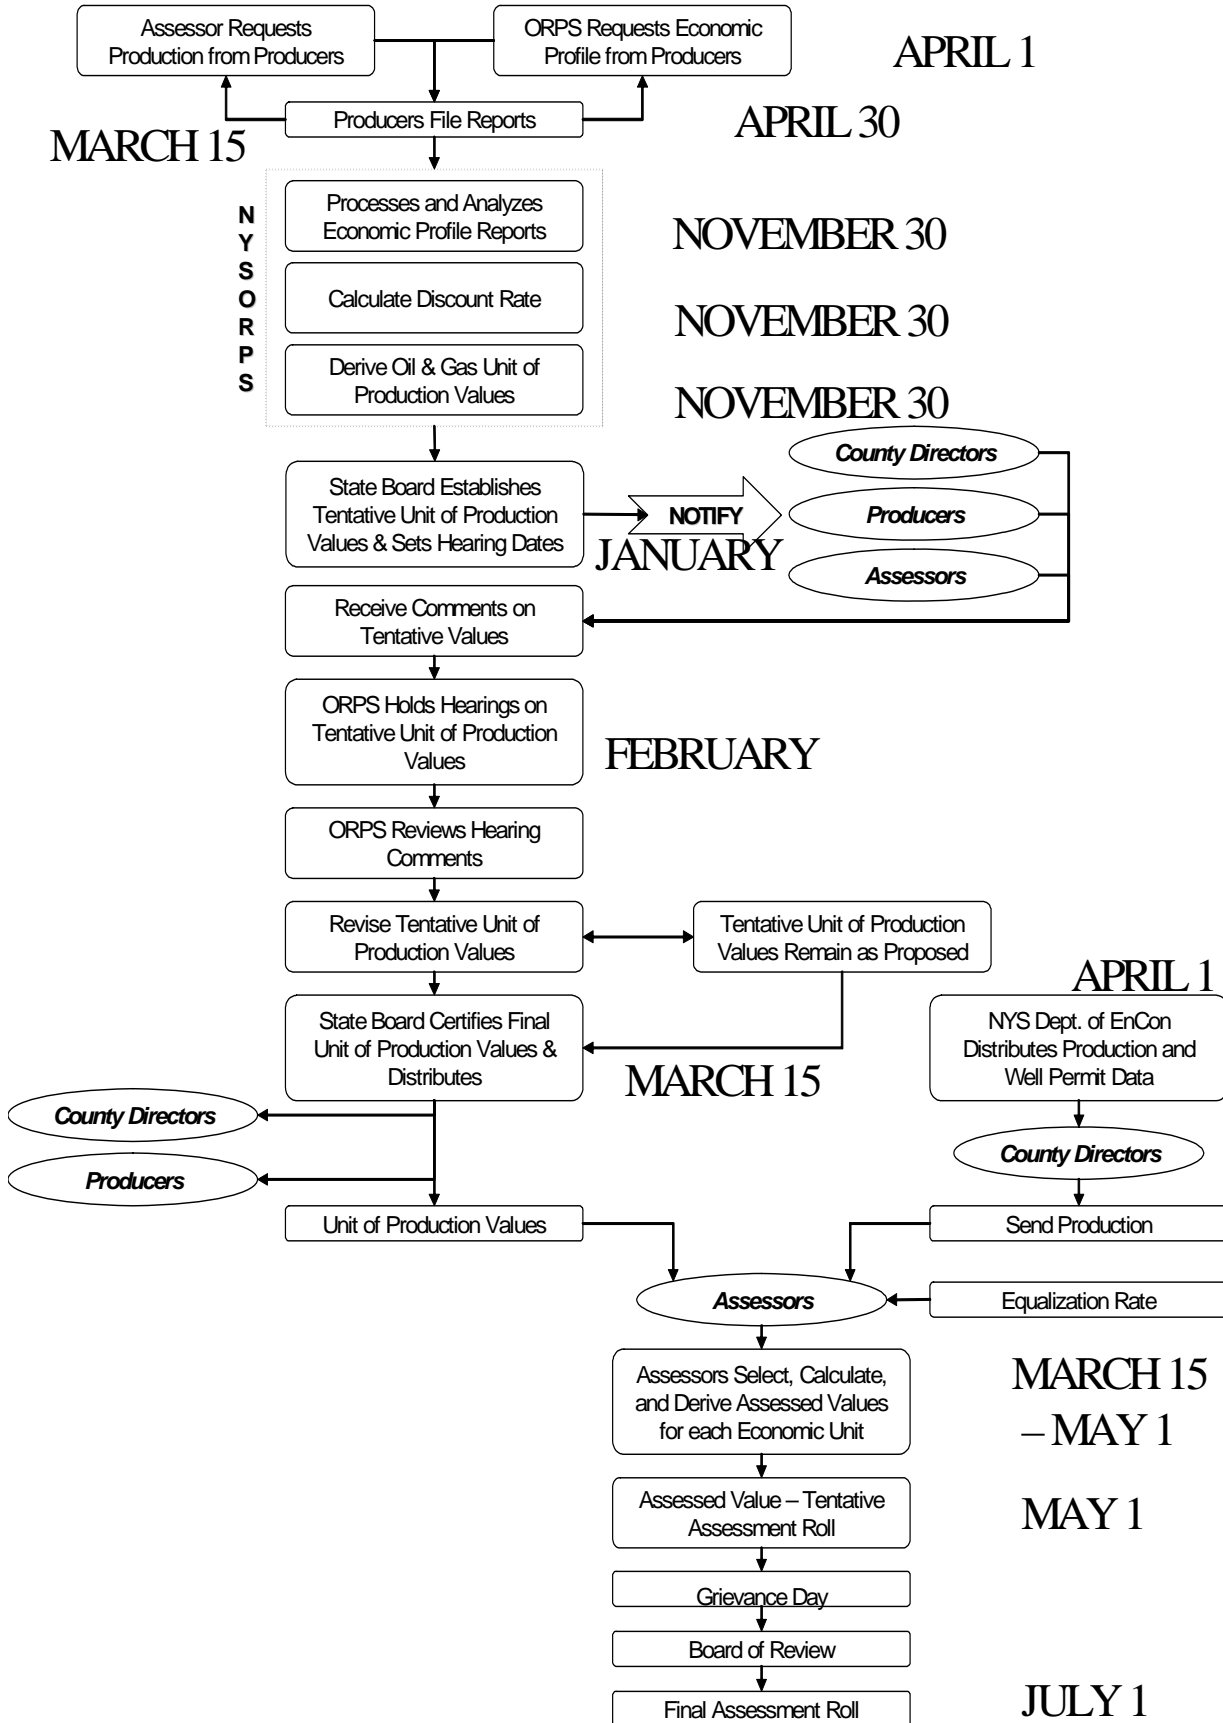 Assessor Requests
Production from Producers
ORPS Requests Economic
Profile from Producers
APRIL 1
Producers File Reports
APRIL 30
MARCH 15
N
Y
S
O
R
P
S
Processes and Analyzes
Economic Profile Reports
NOVEMBER 30
Calculate Discount Rate
NOVEMBER 30
Derive Oil & Gas Unit of
Production Values
NOVEMBER 30
County Directors
State Board Establishes
Tentative Unit of Production
Values & Sets Hearing Dates
NOTIFY
JANUARY
Producers
Assessors
Receive Comments on
Tentative Values
ORPS Holds Hearings on
Tentative Unit of Production
Values
FEBRUARY
ORPS Reviews Hearing
Comments
Revise Tentative Unit of
Production Values
Tentative Unit of Production
Values Remain as Proposed
APRIL 1
State Board Certifies Final
Unit of Production Values &
Distributes
MARCH 15
NYS Dept. of EnCon
Distributes Production and
Well Permit Data
County Directors
County Directors
Producers
Unit of Production Values
Send Production
Assessors
Equalization Rate
Assessors Select, Calculate,
and Derive Assessed Values
for each Economic Unit
MARCH 15
– MAY 1
Assessed Value – Tentative
Assessment Roll
MAY 1
Grievance Day
Board of Review
Final Assessment Roll
JULY 1